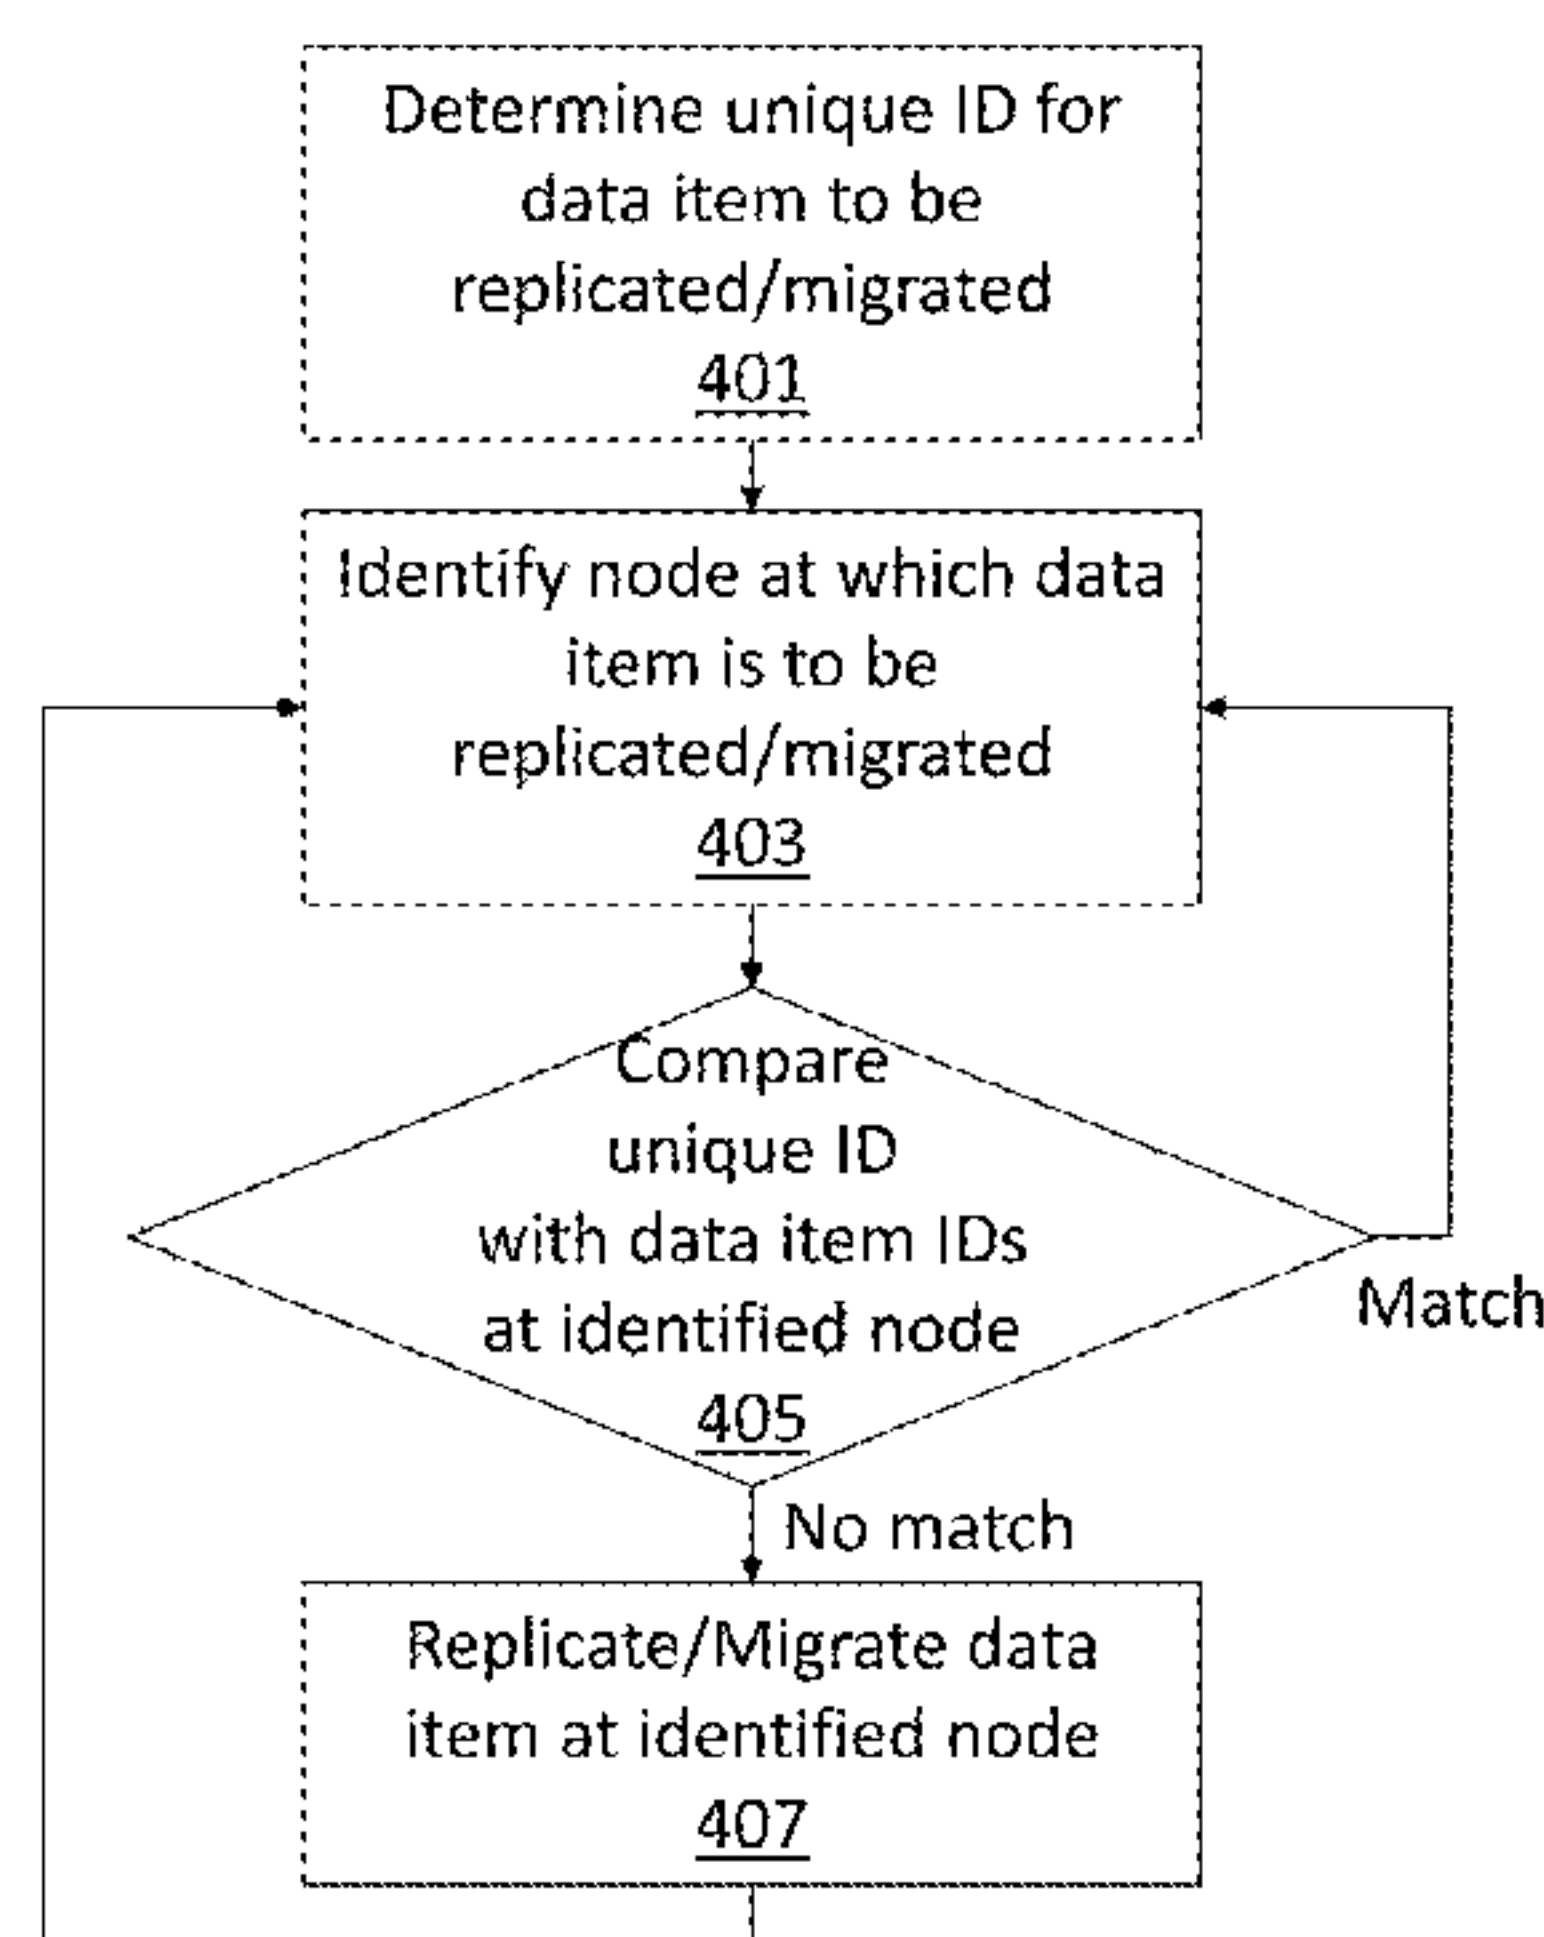 Determine unique ID for
data item to be
replicated/migrated
401
Identify node at which data
item is to be
replicated/migrated
403
Compare
unique ID
with data item IDs
at identified node
405
Match
No match
Replicate/Migrate data
item at identified node
407